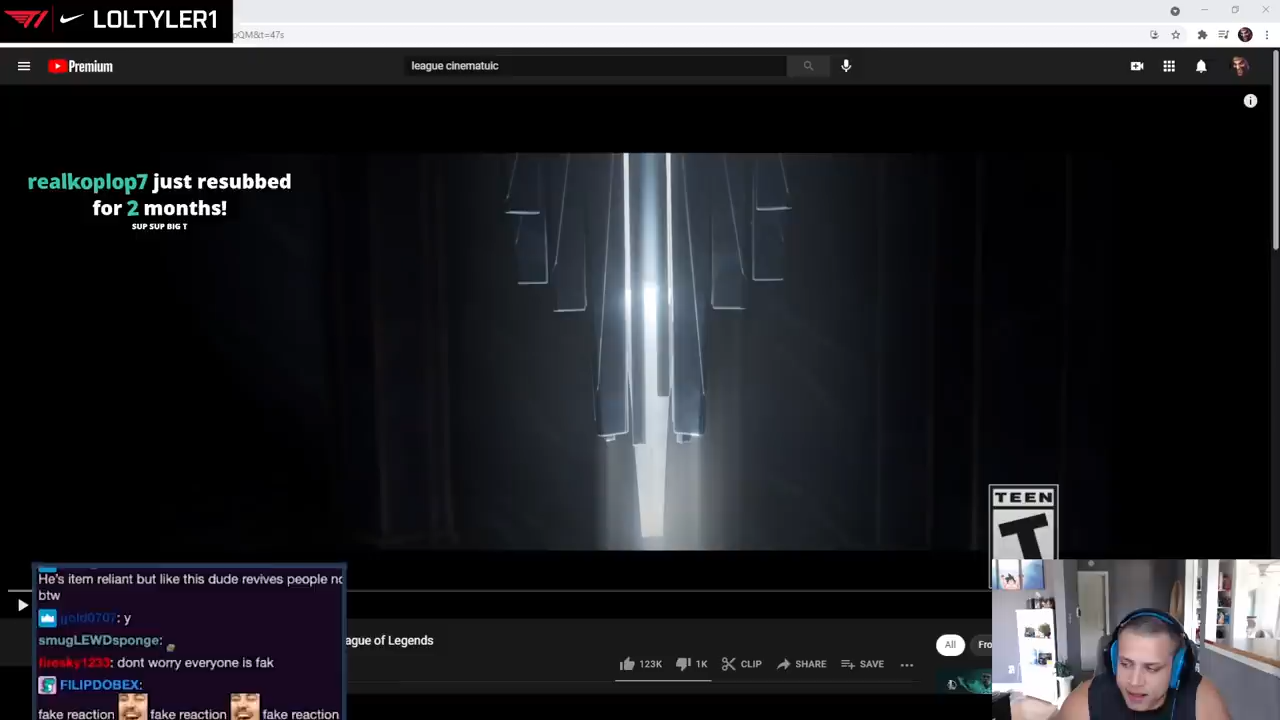 LOLTYLER1
pQM&t=47s
Premium
league cinematuic
realkoplop7 just resubbed
for 2 months!
SUP SUP BIG T
TEEN
T
He's item reliant but like this dude revives people
btw
: y
smugLEWDsponge:
firesky1233: dont worry everyone is fak
FILIPDOBEX:
fake reaction fake reaction fake reaction
ague of Legends
123K 1K CLIP SHARE SAVE
All Fro